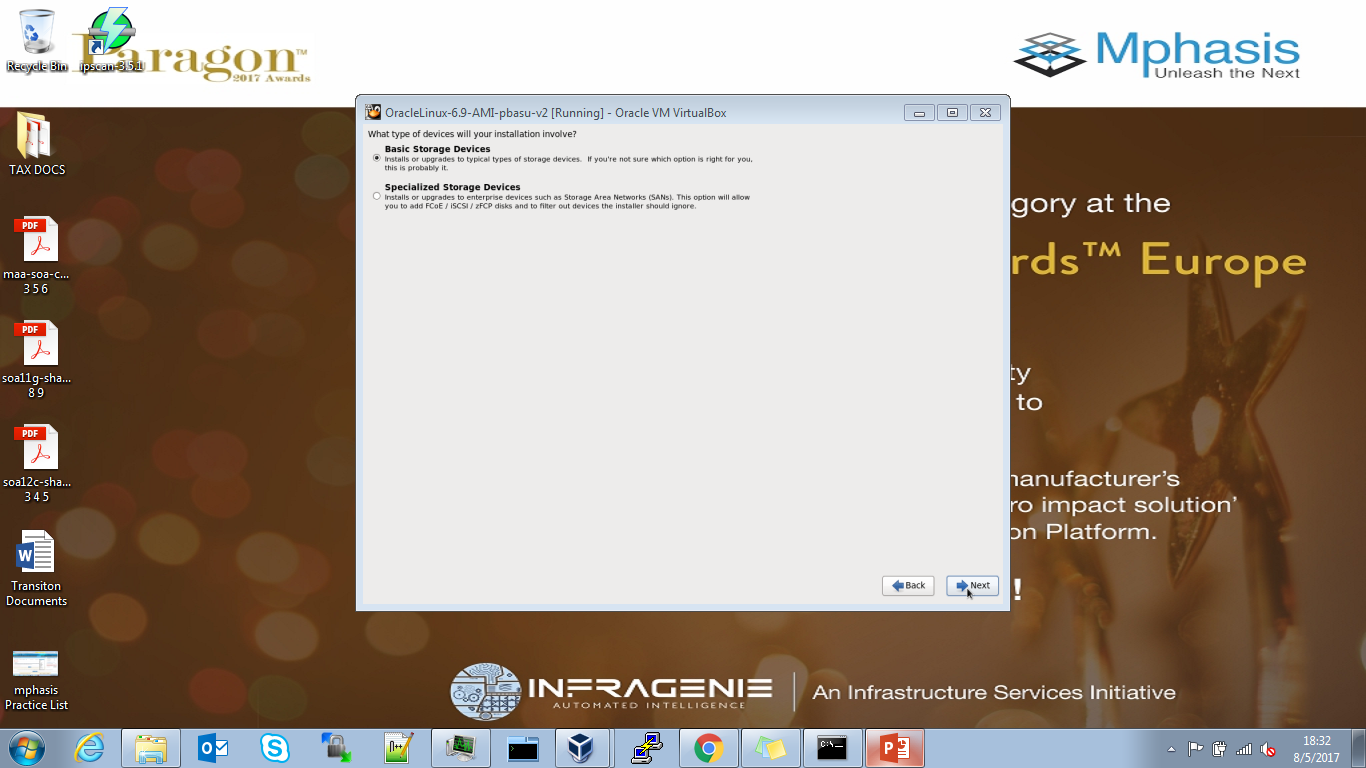 Recycle Bin
ipscan-3.5.1
Paragon™
2017 Awards
Mphasis
Unleash the Next
TAX DOCS
PDF
maa-soa-c...
3 5 6
PDF
soa11g-sha...
8 9
PDF
soa12c-sha...
3 4 5
Transiton
Documents
mphasis
Practice List
OracleLinux-6.9-AMI-pbasu-v2 [Running] - Oracle VM VirtualBox
What type of devices will your installation involve?
Basic Storage Devices
Installs or upgrades to typical types of storage devices.  If you're not sure which option is right for you,
this is probably it.
Specialized Storage Devices
Installs or upgrades to enterprise devices such as Storage Area Networks (SANs). This option will allow
you to add FCoE / iSCSI / zFCP disks and to filter out devices the installer should ignore.
Back
Next
gory at the
rds™ Europe
ty
to
nanufacturer's
ro impact solution'
on Platform.
!
INFRAGENIE
AUTOMATED INTELLIGENCE
An Infrastructure Services Initiative
18:32
8/5/2017